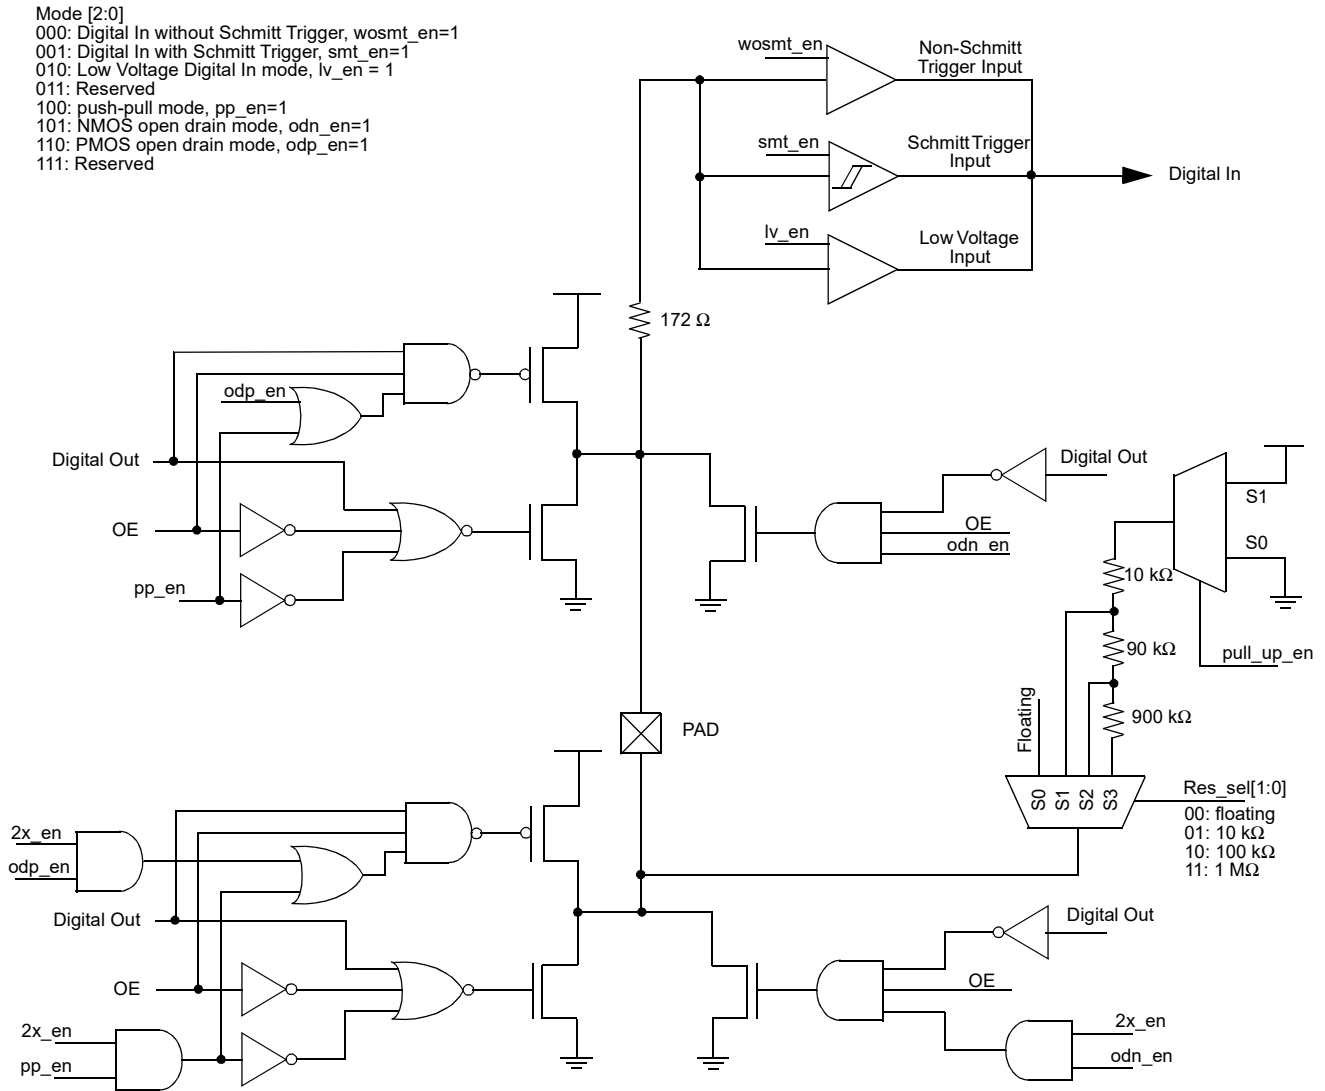 Mode [2:0]
000: Digital In without Schmitt Trigger, wosmt_en=1
001: Digital In with Schmitt Trigger, smt_en=1
010: Low Voltage Digital In mode, lv_en = 1
011: Reserved
100: push-pull mode, pp_en=1
101: NMOS open drain mode, odn_en=1
110: PMOS open drain mode, odp_en=1
111: Reserved
wosmt_en
Non-Schmitt
Trigger Input
smt_en
Schmitt Trigger
Input
Digital In
lv_en
Low Voltage
Input
172 Ω
odp_en
Digital Out
OE
pp_en
Digital Out
OE
odn_en
S1
S0
10 kΩ
90 kΩ
pull_up_en
900 kΩ
Floating
PAD
S0
S1
S2
S3
Res_sel[1:0]
00: floating
01: 10 kΩ
10: 100 kΩ
11: 1 MΩ
2x_en
odp_en
Digital Out
OE
2x_en
pp_en
Digital Out
OE
2x_en
odn_en